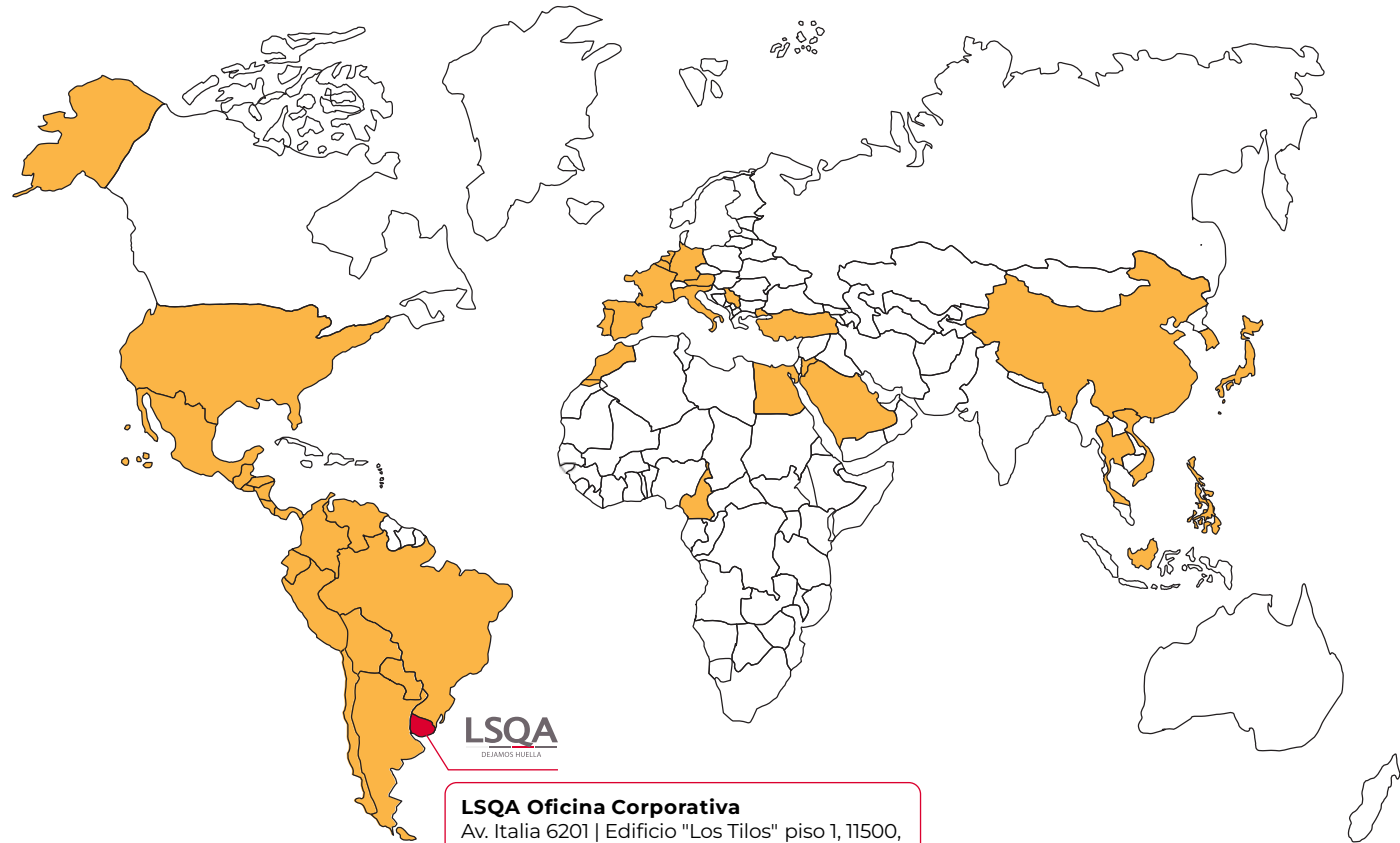 LSQA
DEJAMOS HUELLA
LSQA Oficina Corporativa
Av. Italia 6201 | Edificio "Los Tilos" piso 1, 11500,